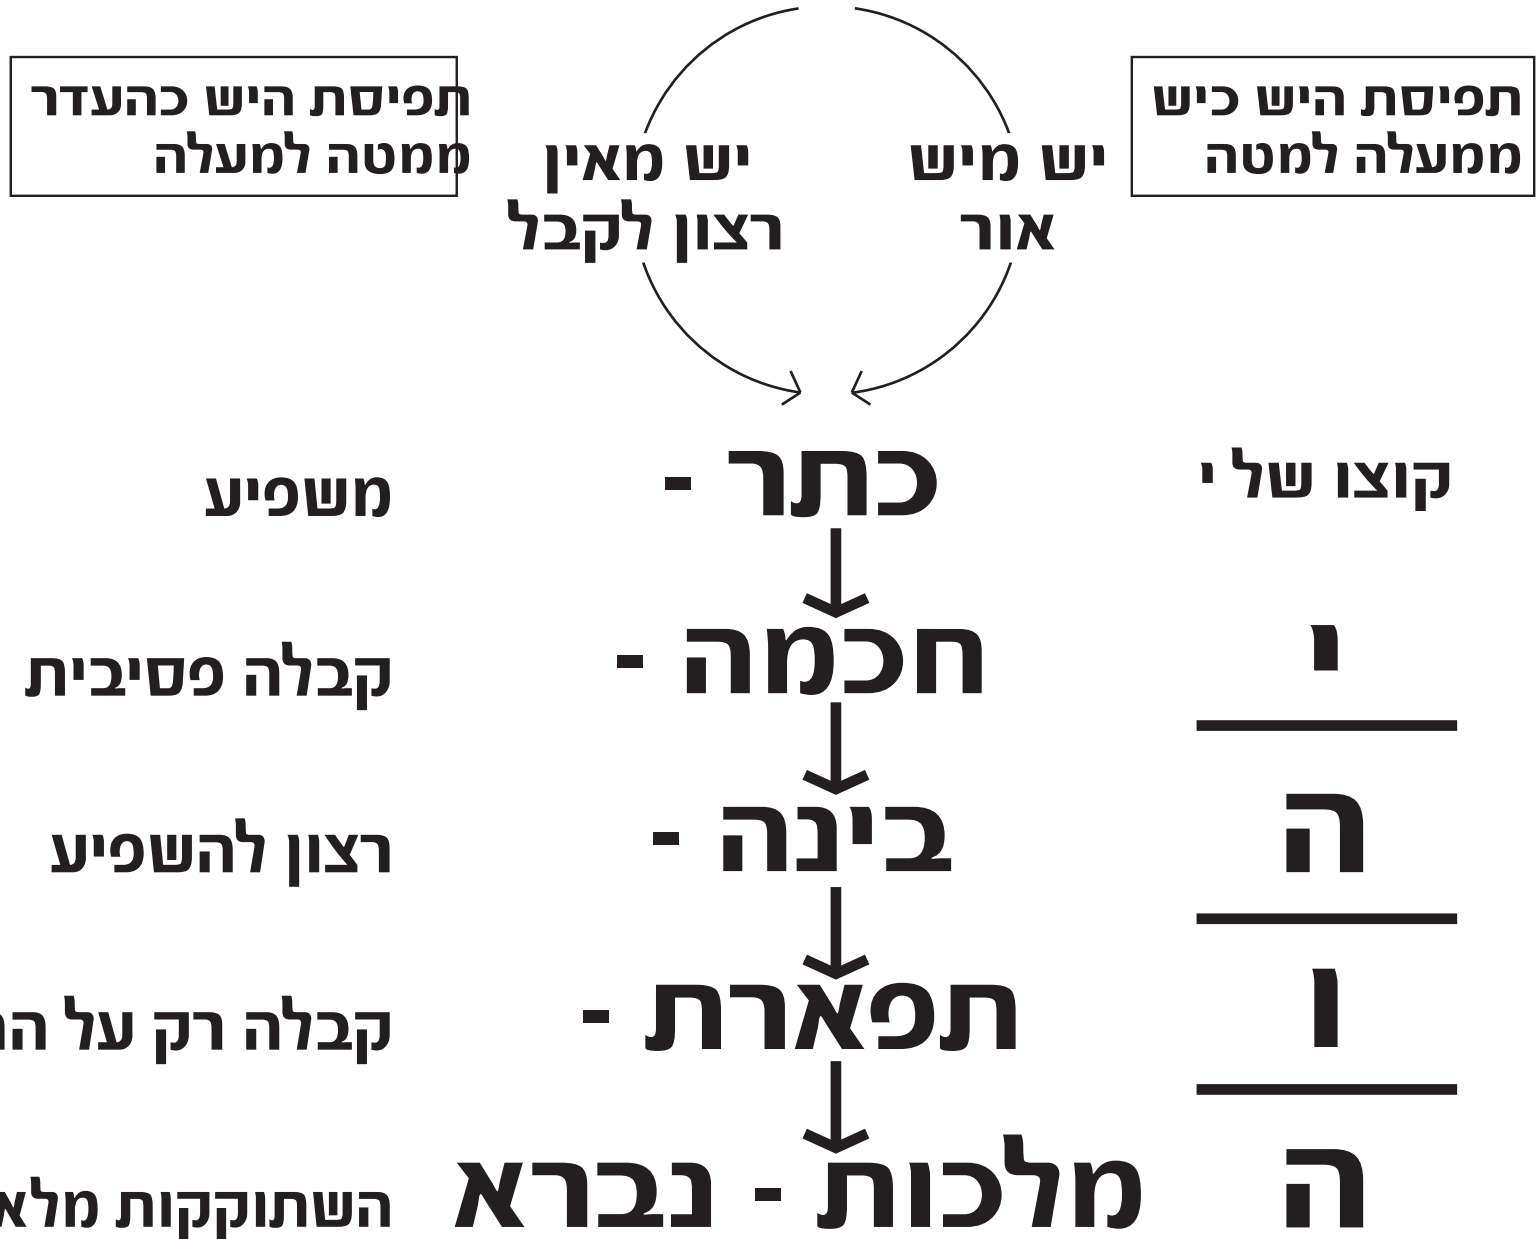 תפיסת היש כיש
ממעלה למטה
יש מיש
אור
יש מאין
רצון לקבל
תפיסת היש כהעדר
ממטה למעלה
קוצו של י
כתר -
משפיע
י
חכמה -
קבלה פסיבית
ה
בינה -
רצון להשפיע
ו
תפארת -
קבלה רק על
ה
מלכות - נברא
השתוקקות